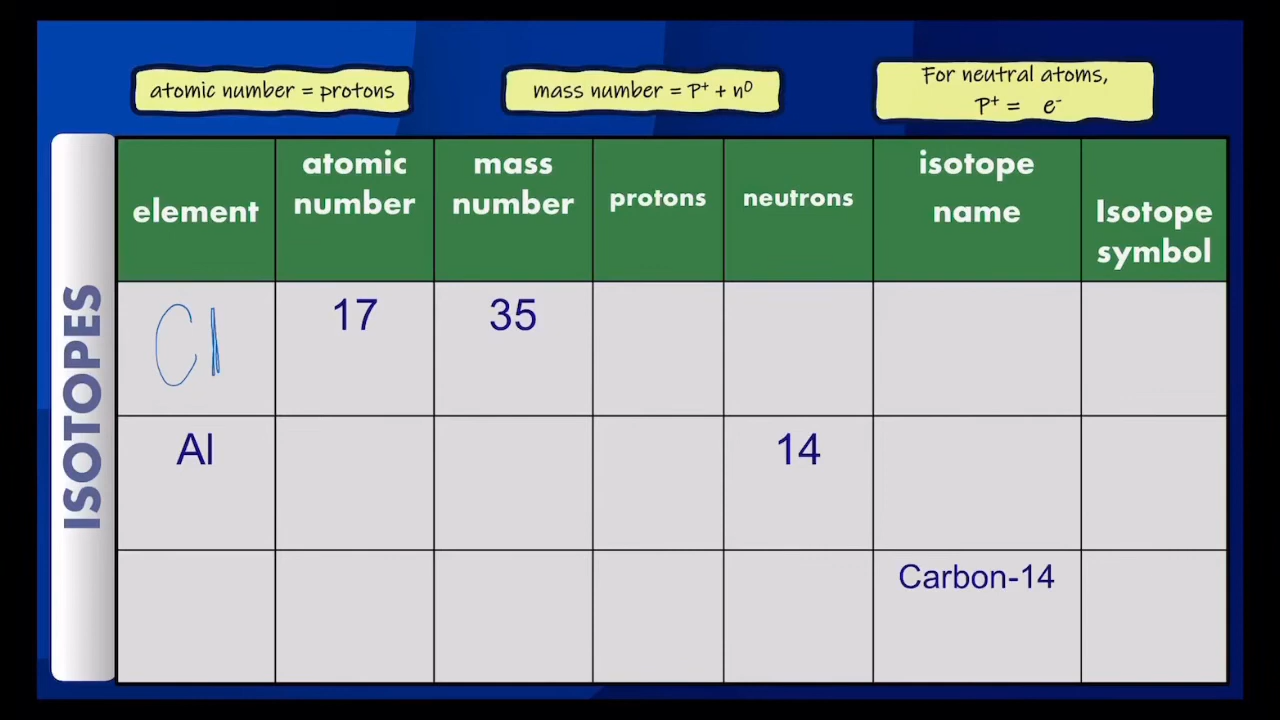 atomic number = protons
mass number = P⁺ + n⁰
For neutral atoms,
P⁺ = e⁻
ISOTOPES
element
atomic
number
mass
number
protons
neutrons
isotope
name
Isotope
symbol
Cl
17
35
Al
14
Carbon-14